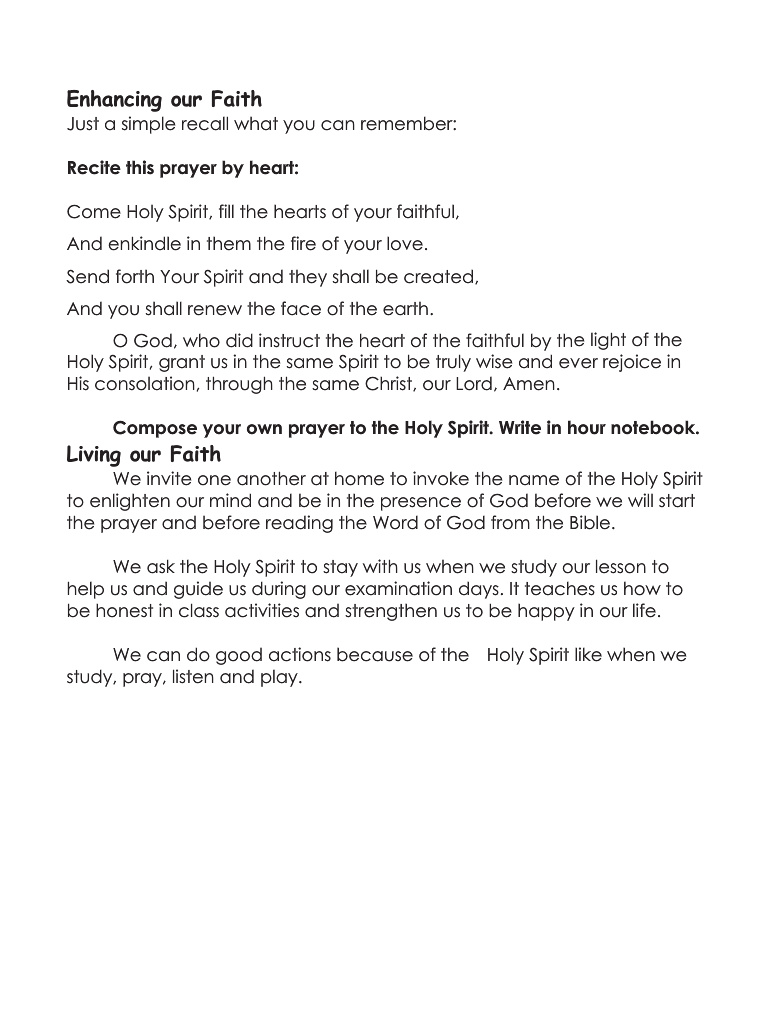 Enhancing our Faith
Just a simple recall what you can remember:
Recite this prayer by heart:
Come Holy Spirit, fill the hearts of your faithful,
And enkindle in them the fire of your love.
Send forth Your Spirit and they shall be created,
And you shall renew the face of the earth.
O God, who did instruct the heart of the faithful by the light of the
Holy Spirit, grant us in the same Spirit to be truly wise and ever rejoice in
His consolation, through the same Christ, our Lord, Amen.
Compose your own prayer to the Holy Spirit. Write in hour notebook.
Living our Faith
We invite one another at home to invoke the name of the Holy Spirit
to enlighten our mind and be in the presence of God before we will start
the prayer and before reading the Word of God from the Bible.
We ask the Holy Spirit to stay with us when we study our lesson to
help us and guide us during our examination days. It teaches us how to
be honest in class activities and strengthen us to be happy in our life.
We can do good actions because of the Holy Spirit like when we
study, pray, listen and play.